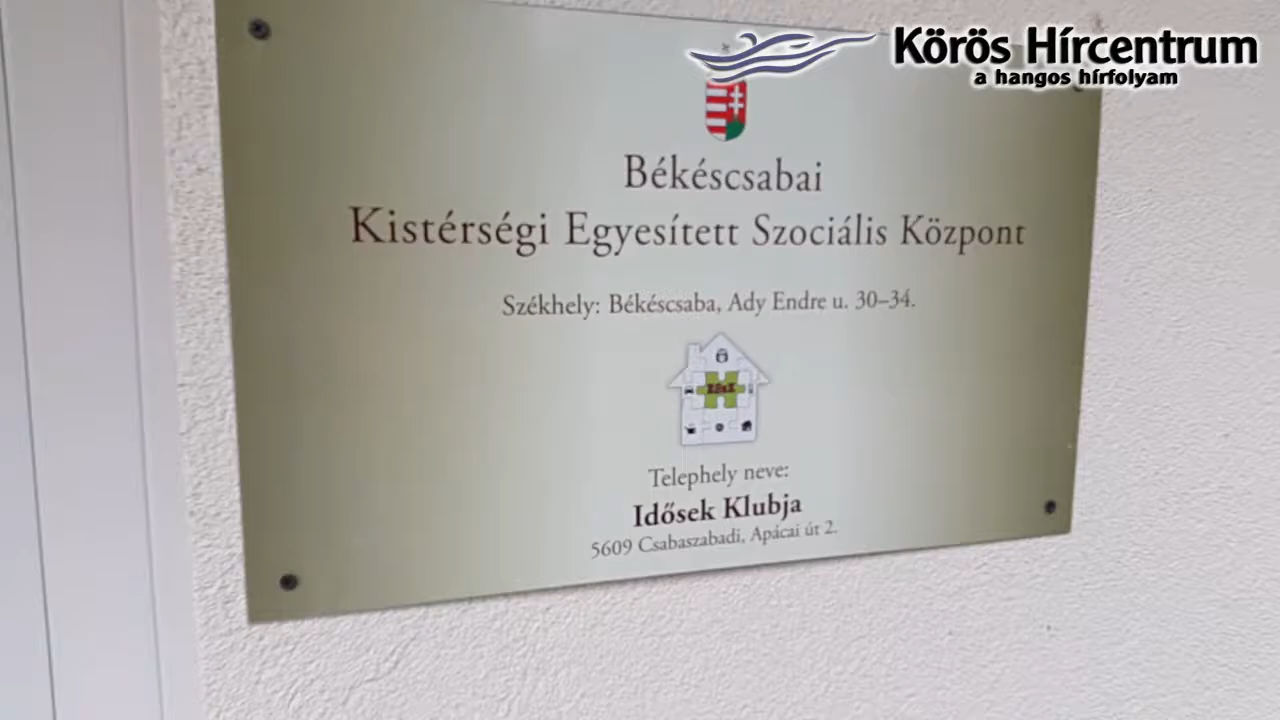 Körös Hírcentrum
a hangos hírfolyam
Békéscsabai
Kistérségi Egyesített Szociális Központ
Székhely: Békéscsaba, Ady Endre u. 30–34.
Telephely neve:
Idősek Klubja
5609 Csabaszabadi, Apácai út 2.